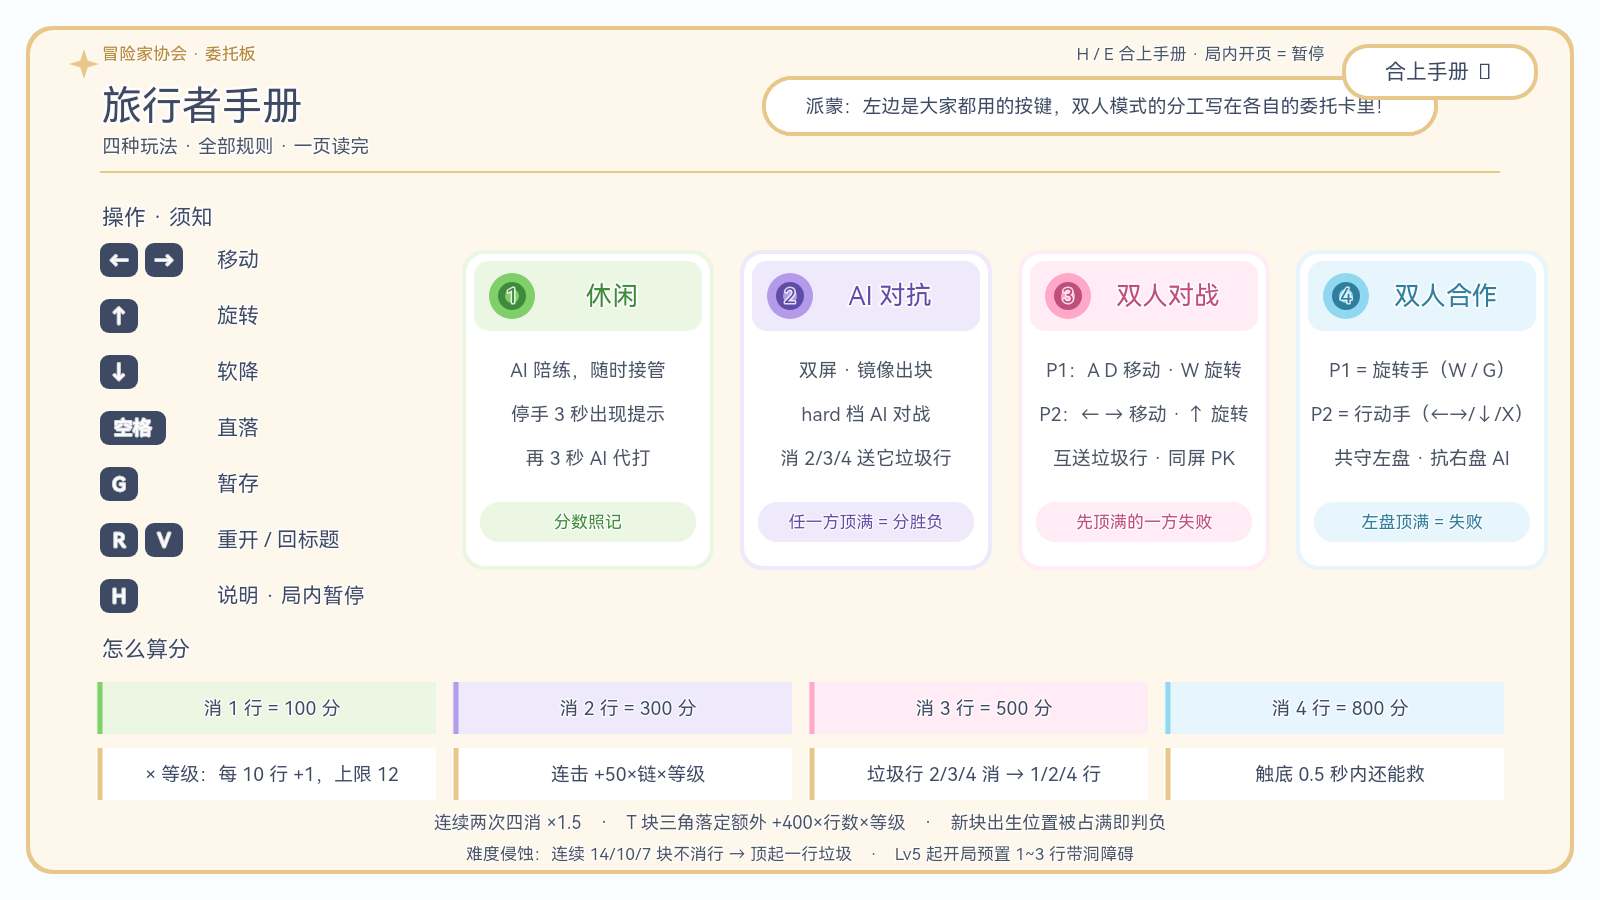 冒险家协会 · 委托板
H / E 合上手册 · 局内开页 = 暂停
合上手册
旅行者手册
派蒙：左边是大家都用的按键，双人模式的分工写在各自的委托卡里！
四种玩法 · 全部规则 · 一页读完
操作 · 须知
← → 移动
↑ 旋转
↓ 软降
空格 直落
G 暂存
R V 重开 / 回标题
H 说明 · 局内暂停
1 休闲
AI 陪练，随时接管
停手 3 秒出现提示
再 3 秒 AI 代打
分数照记
2 AI 对抗
双屏 · 镜像出块
hard 档 AI 对战
消 2/3/4 送它垃圾行
任一方顶满 = 分胜负
3 双人对战
P1：A D 移动 · W 旋转
P2：← → 移动 · ↑ 旋转
互送垃圾行 · 同屏 PK
先顶满的一方失败
4 双人合作
P1 = 旋转手（W / G）
P2 = 行动手（←→/↓/X）
共守左盘 · 抗右盘 AI
左盘顶满 = 失败
怎么算分
消 1 行 = 100 分
消 2 行 = 300 分
消 3 行 = 500 分
消 4 行 = 800 分
× 等级：每 10 行 +1，上限 12
连击 +50×链×等级
垃圾行 2/3/4 消 → 1/2/4 行
触底 0.5 秒内还能救
连续两次四消 ×1.5 · T 块三角落定额外 +400×行数×等级 · 新块出生位置被占满即判负
难度侵蚀：连续 14/10/7 块不消行 → 顶起一行垃圾 · Lv5 起开局预置 1~3 行带洞障碍